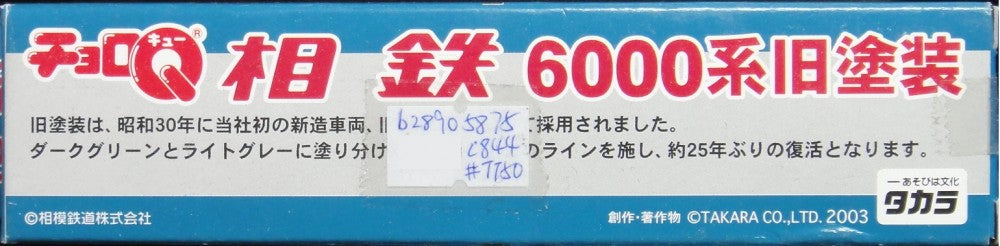 チョロQ キュー ® 相鉄 6000系旧塗装
旧塗装は、昭和30年に当社初の新造車両、旧 て採用されました。
ダークグリーンとライトグレーに塗り分け のラインを施し、約25年ぶりの復活となります。
b28905875
c844
#7750
©相模鉄道株式会社
創作・著作物 ©TAKARA CO.,LTD. 2003
―あそびは文化
タカラ